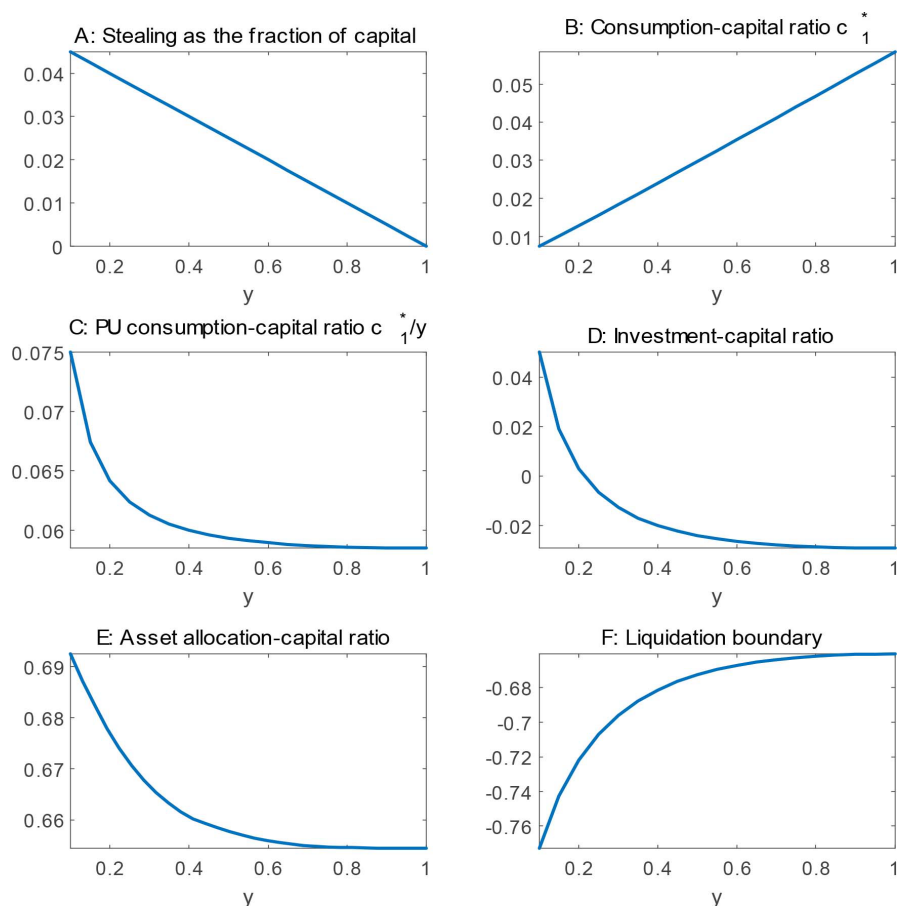 A: Stealing as the fraction of capital
0.04
0.03
0.02
0.01
0
0.2 0.4 0.6 0.8 1
y
B: Consumption-capital ratio c*1
0.05
0.04
0.03
0.02
0.01
0.2 0.4 0.6 0.8 1
y
C: PU consumption-capital ratio c*1/y
0.075
0.07
0.065
0.06
0.2 0.4 0.6 0.8 1
y
D: Investment-capital ratio
0.04
0.02
0
-0.02
0.2 0.4 0.6 0.8 1
y
E: Asset allocation-capital ratio
0.69
0.68
0.67
0.66
0.2 0.4 0.6 0.8 1
y
F: Liquidation boundary
-0.68
-0.7
-0.72
-0.74
-0.76
0.2 0.4 0.6 0.8 1
y